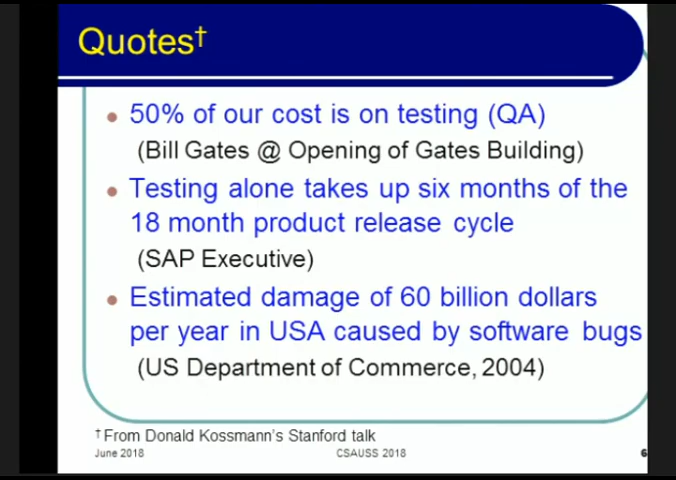 Quotes†
• 50% of our cost is on testing (QA)
(Bill Gates @ Opening of Gates Building)
• Testing alone takes up six months of the
18 month product release cycle
(SAP Executive)
• Estimated damage of 60 billion dollars
per year in USA caused by software bugs
(US Department of Commerce, 2004)
† From Donald Kossmann's Stanford talk
June 2018 CSAUSS 2018 6